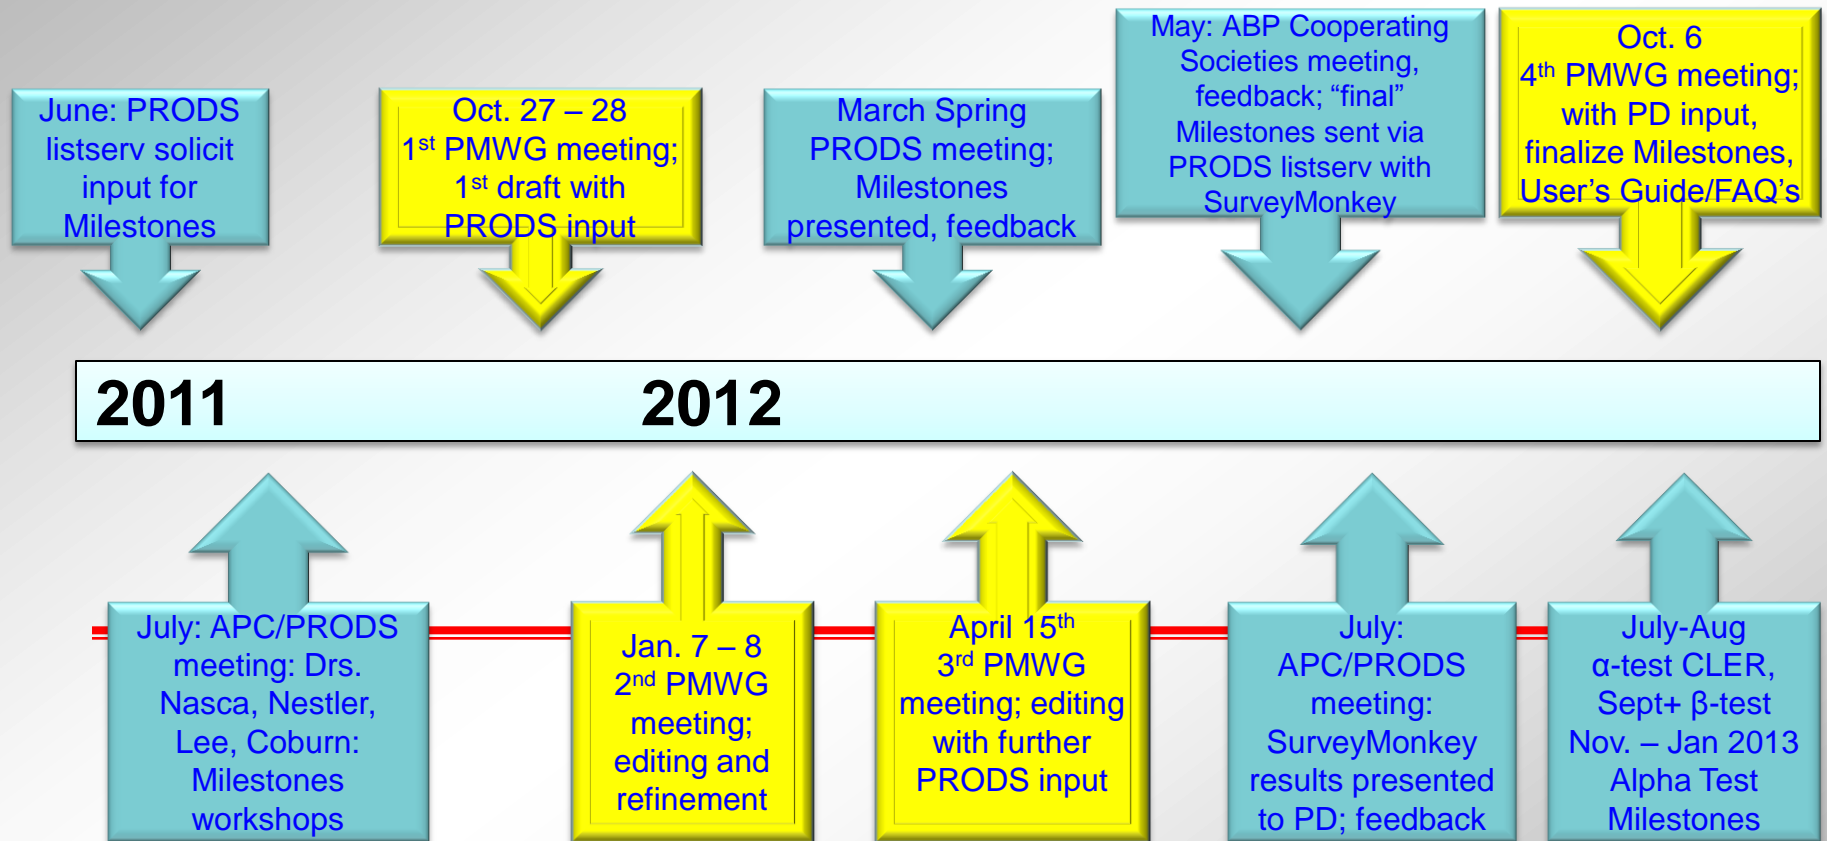 June: PRODS
listserv solicit
input for
Milestones
Oct. 27 – 28
1st PMWG meeting;
1st draft with
PRODS input
March Spring
PRODS meeting;
Milestones
presented, feedback
May: ABP Cooperating
Societies meeting,
feedback; “final”
Milestones sent via
PRODS listserv with
SurveyMonkey
Oct. 6
4th PMWG meeting;
with PD input,
finalize Milestones,
User’s Guide/FAQ’s
2011
2012
July: APC/PRODS
meeting: Drs.
Nasca, Nestler,
Lee, Coburn:
Milestones
workshops
Jan. 7 – 8
2nd PMWG
meeting;
editing and
refinement
April 15th
3rd PMWG
meeting; editing
with further
PRODS input
July:
APC/PRODS
meeting:
SurveyMonkey
results presented
to PD; feedback
July-Aug
α-test CLER,
Sept+ β-test
Nov. – Jan 2013
Alpha Test
Milestones